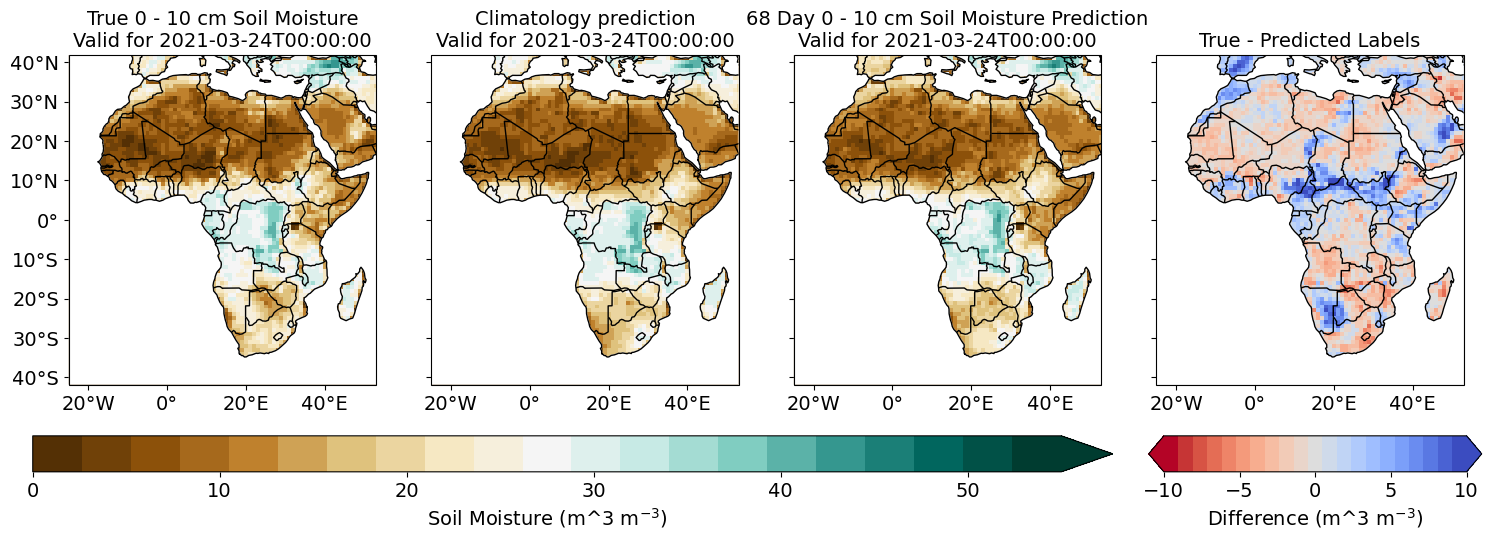 True 0 - 10 cm Soil Moisture
Valid for 2021-03-24T00:00:00
Climatology prediction
Valid for 2021-03-24T00:00:00
68 Day 0 - 10 cm Soil Moisture Prediction
Valid for 2021-03-24T00:00:00
True - Predicted Labels
40°N
30°N
20°N
10°N
0°
10°S
20°S
30°S
40°S
20°W 0° 20°E 40°E
20°W 0° 20°E 40°E
20°W 0° 20°E 40°E
20°W 0° 20°E 40°E
0 10 20 30 40 50
Soil Moisture (m^3 m⁻³)
−10 −5 0 5 10
Difference (m^3 m⁻³)